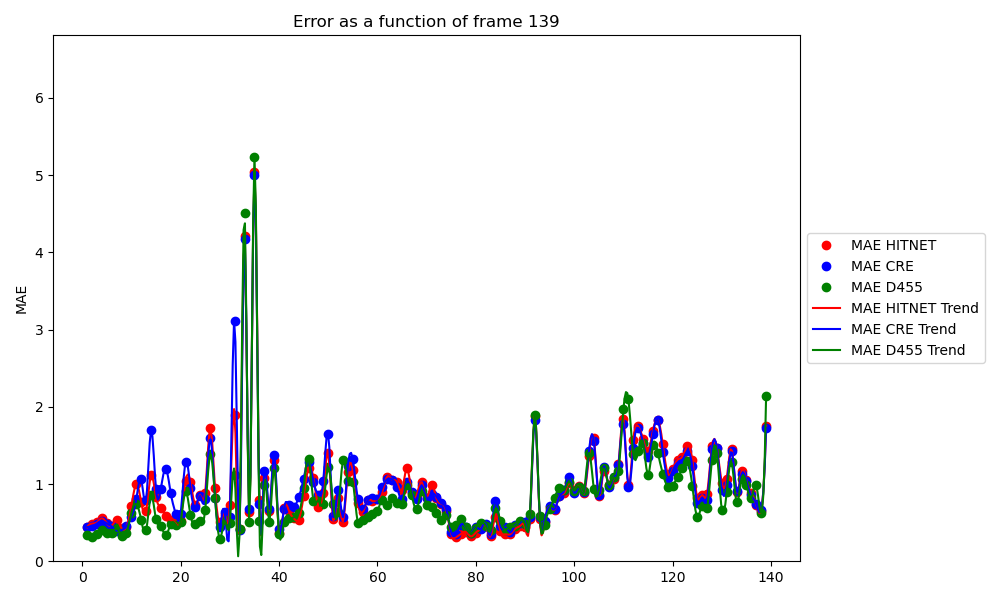 Error as a function of frame 139
MAE
6
5
4
3
2
1
0
0 20 40 60 80 100 120 140
MAE HITNET
MAE CRE
MAE D455
MAE HITNET Trend
MAE CRE Trend
MAE D455 Trend